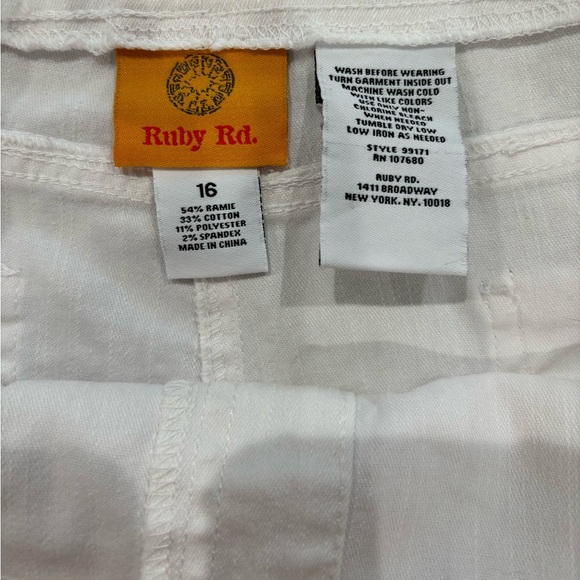 Ruby Rd.
16
54% RAMIE
33% COTTON
11% POLYESTER
2% SPANDEX
MADE IN CHINA
WASH BEFORE WEARING
TURN GARMENT INSIDE OUT
MACHINE WASH COLD
WITH LIKE COLORS
USE ONLY NON-
CHLORINE BLEACH
WHEN NEEDED
TUMBLE DRY LOW
LOW IRON AS NEEDED
STYLE 99171
RN 107680
RUBY RD.
1411 BROADWAY
NEW YORK. NY. 10018